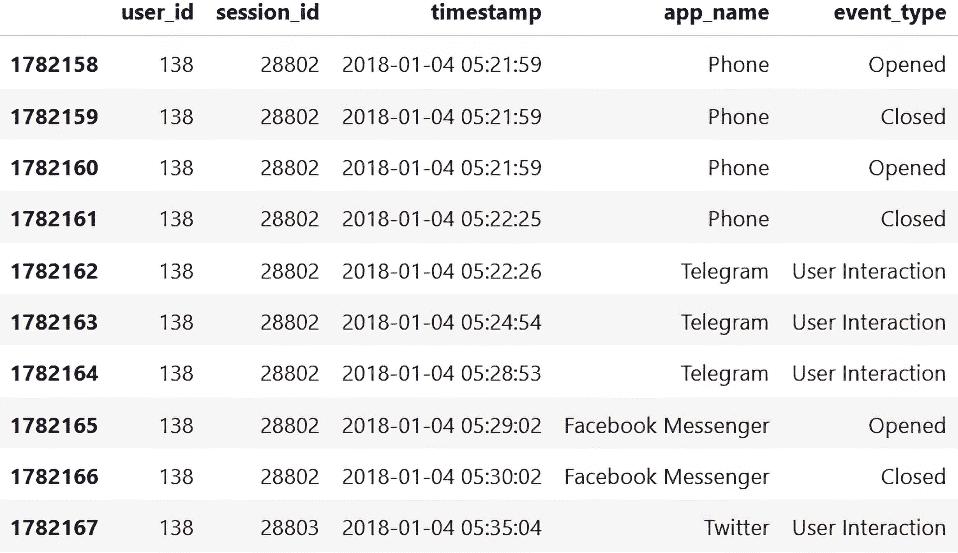 user_id session_id timestamp app_name event_type
1782158 138 28802 2018-01-04 05:21:59 Phone Opened
1782159 138 28802 2018-01-04 05:21:59 Phone Closed
1782160 138 28802 2018-01-04 05:21:59 Phone Opened
1782161 138 28802 2018-01-04 05:22:25 Phone Closed
1782162 138 28802 2018-01-04 05:22:26 Telegram User Interaction
1782163 138 28802 2018-01-04 05:24:54 Telegram User Interaction
1782164 138 28802 2018-01-04 05:28:53 Telegram User Interaction
1782165 138 28802 2018-01-04 05:29:02 Facebook Messenger Opened
1782166 138 28802 2018-01-04 05:30:02 Facebook Messenger Closed
1782167 138 28803 2018-01-04 05:35:04 Twitter User Interaction